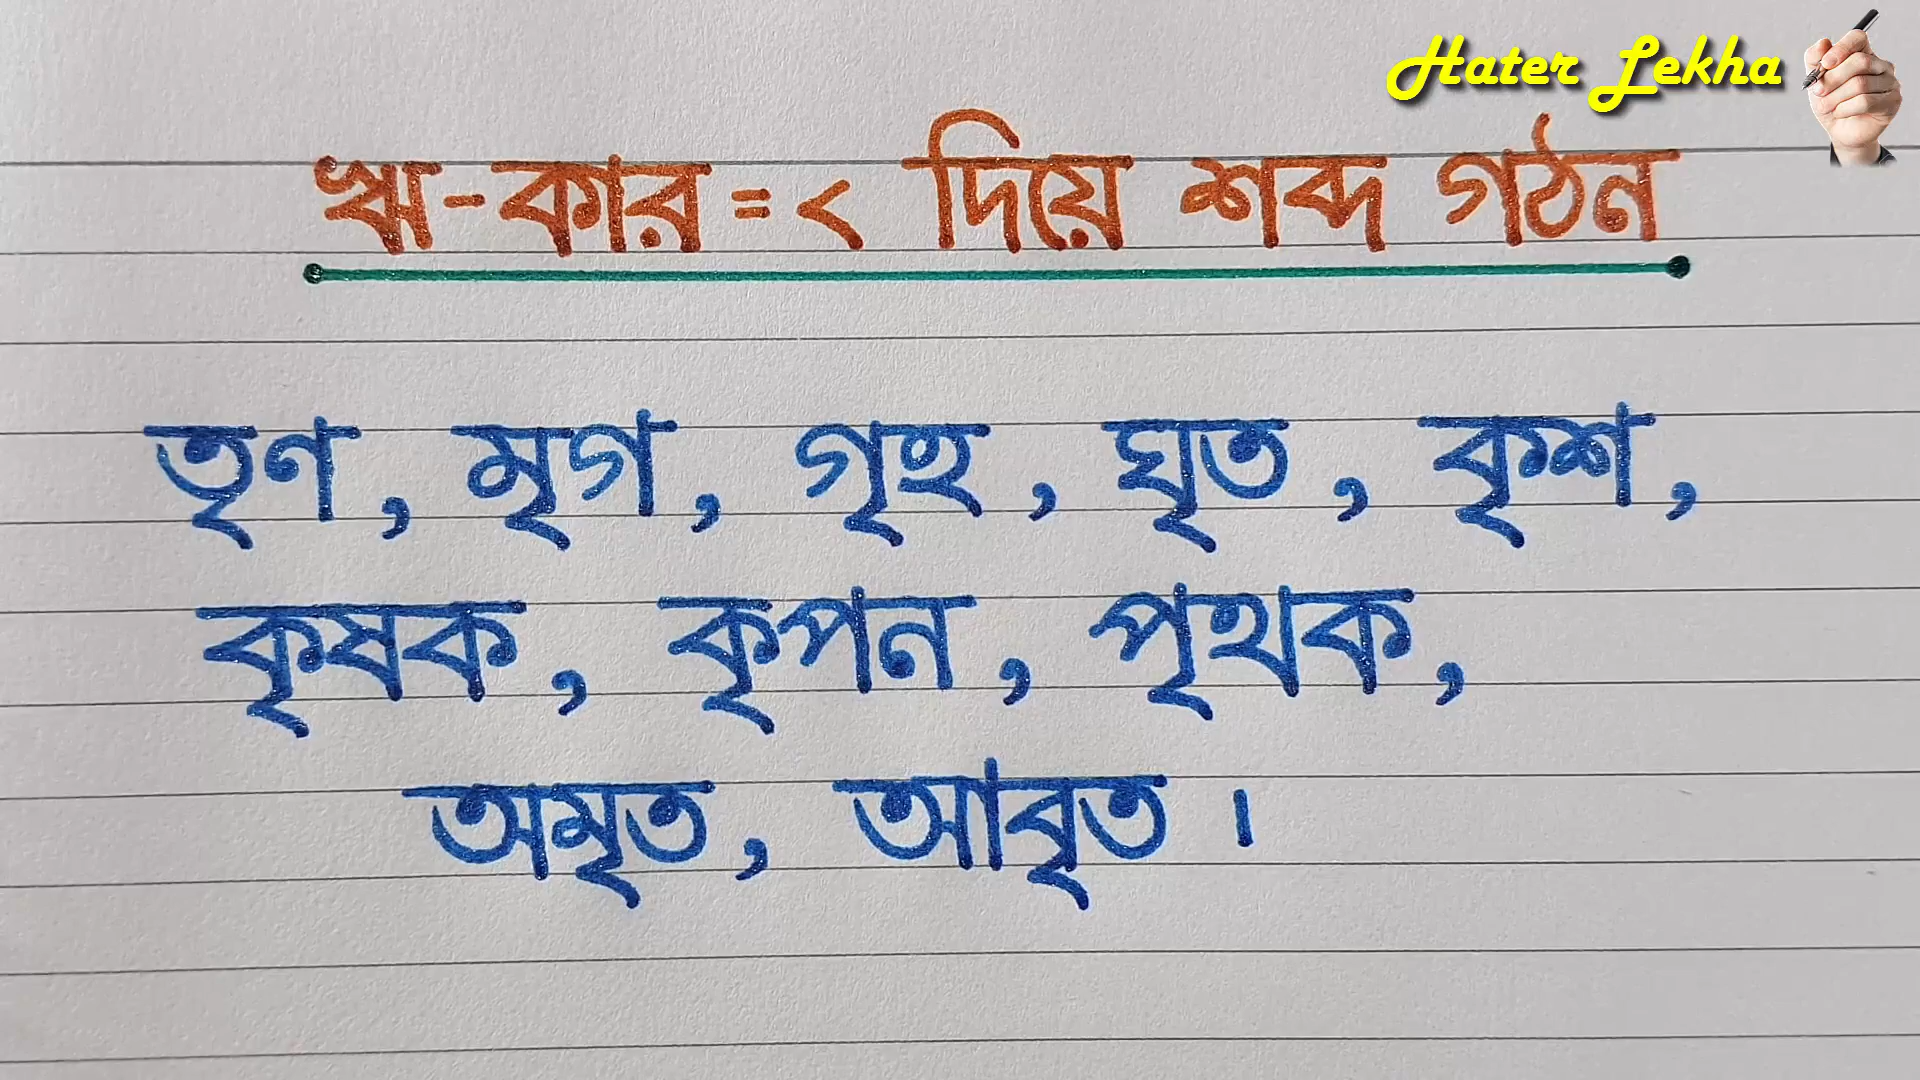 Hater Lekha
ঋ-কার = ৃ দিয়ে শব্দ গঠন
তৃণ, মৃগ, গৃহ, ঘৃত, কৃশ,
কৃষক, কৃপন, পৃথক,
অমৃত, আবৃত।